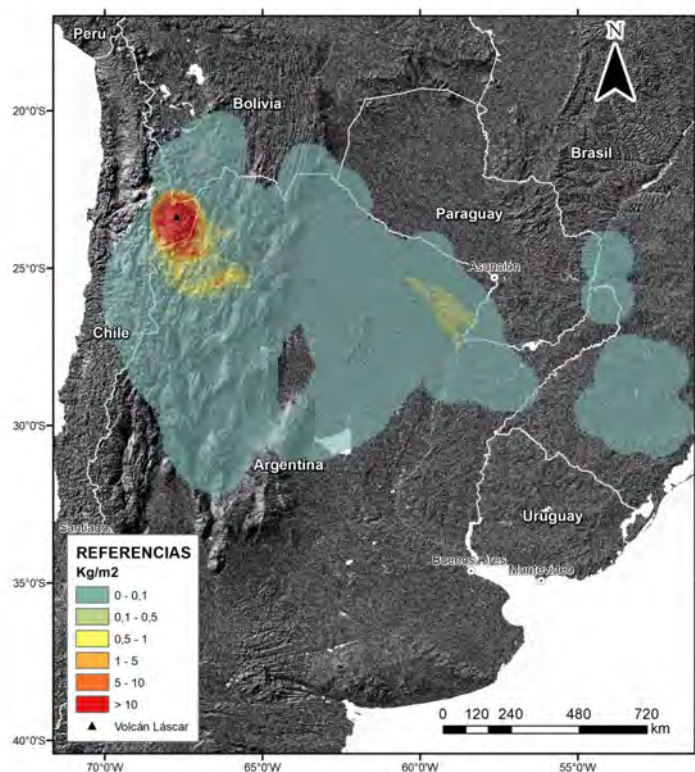 Perú
N
20°0'S
Bolivia
Brasil
Paraguay
Asunción
25°0'S
Chile
30°0'S
Argentina
Uruguay
Santiago
Buenos Aires
Montevideo
35°0'S
40°0'S
REFERENCIAS
Kg/m2
0 - 0,1
0,1 - 0,5
0,5 - 1
1 - 5
5 - 10
> 10
Volcán Láscar
0 120 240 480 720
km
70°0'W 65°0'W 60°0'W 55°0'W